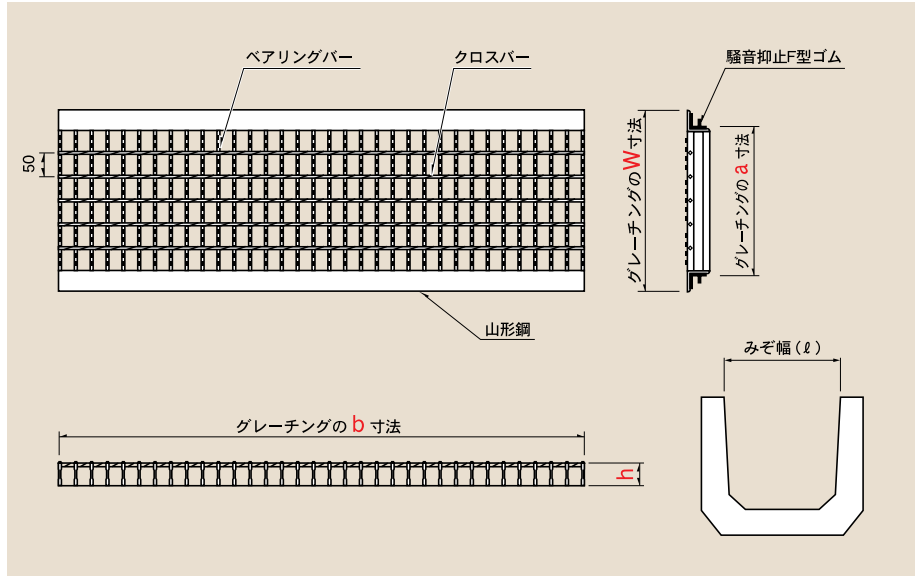 ベアリングバー
クロスバー
騒音抑止F型ゴム
50
グレーチングのW寸法
グレーチングのa寸法
山形鋼
みぞ幅(ℓ)
グレーチングのb寸法
h